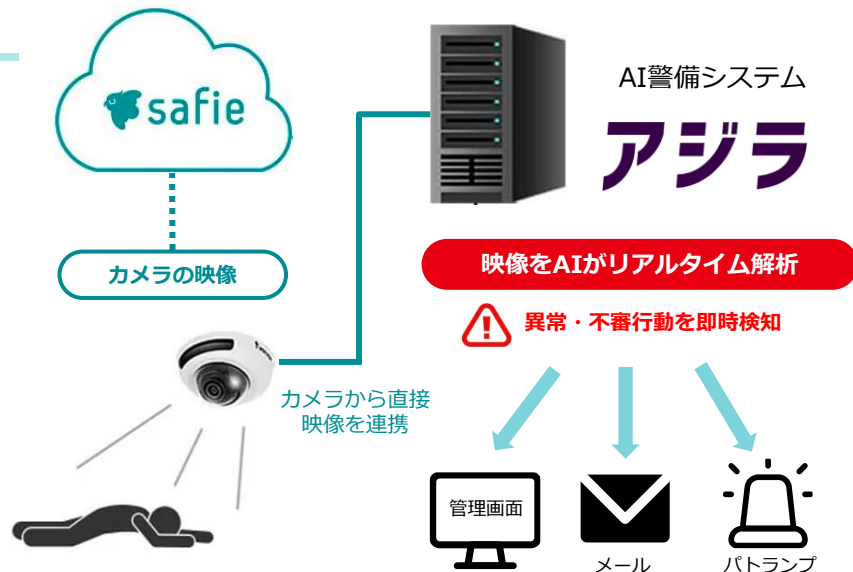 safie
AI警備システム
アジラ
カメラの映像
映像をAIがリアルタイム解析
異常・不審行動を即時検知
カメラから直接
映像を連携
管理画面
メール
パトランプ